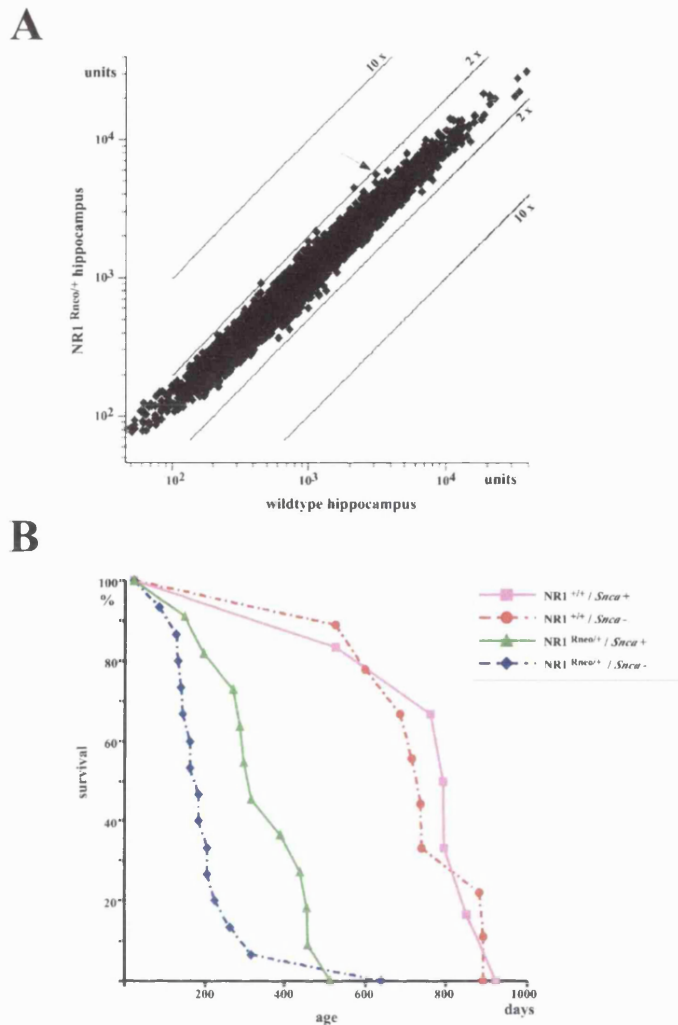 A
units
10 x
2 x
2 x
10 x
10⁴
10³
10²
NR1 Rneo/+ hippocampus
10² 10³ 10⁴ units
wildtype hippocampus
B
100
%
80
60
40
20
survival
200 400 600 800 1000
age days
NR1 +/+ / Snca +
NR1 +/+ / Snca -
NR1 Rneo/+ / Snca +
NR1 Rneo/+ / Snca -